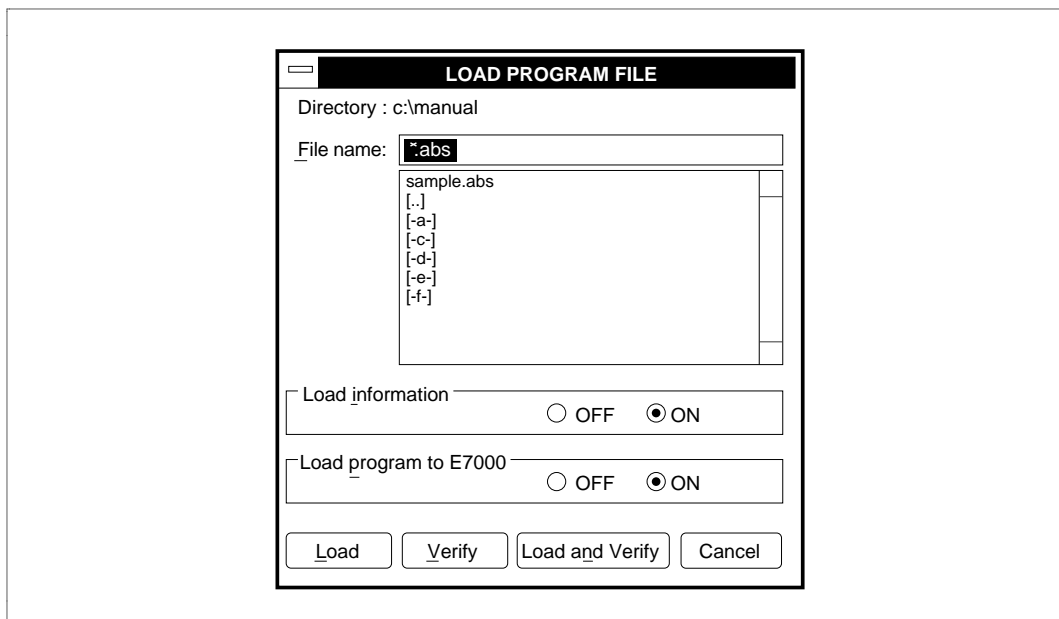 LOAD PROGRAM FILE
Directory : c:\manual
File name: *.abs
sample.abs
[..]
[-a-]
[-c-]
[-d-]
[-e-]
[-f-]
Load information
OFF ON
Load program to E7000
OFF ON
Load Verify Load and Verify Cancel